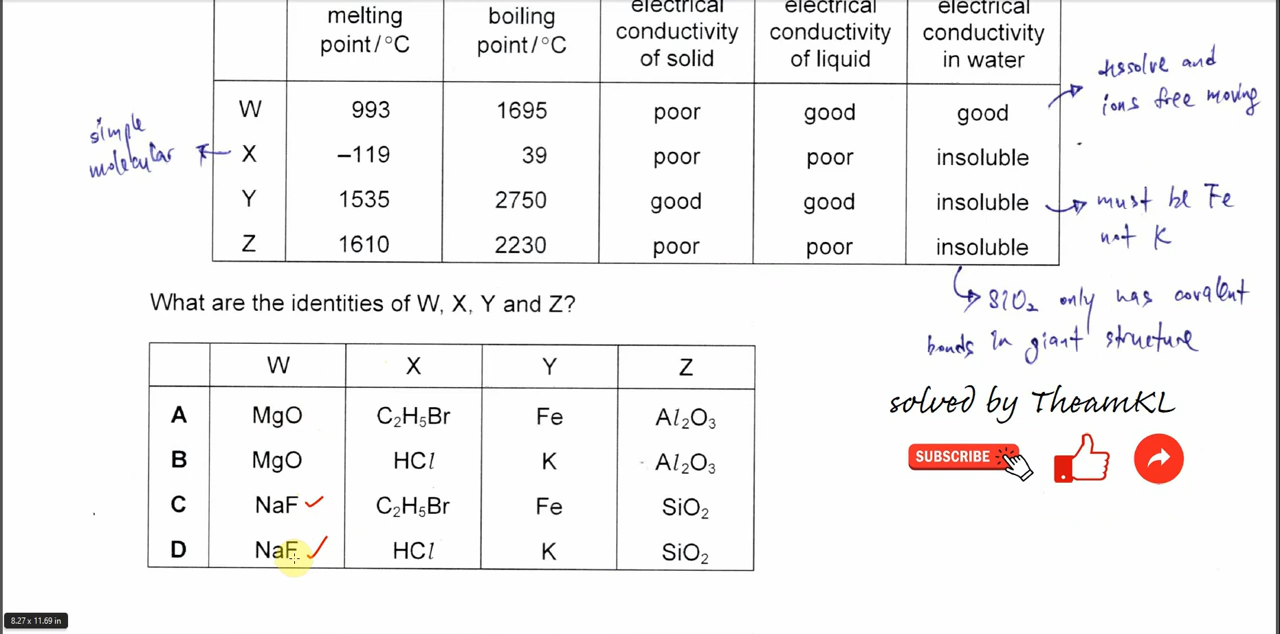 melting boiling electrical electrical electrical
point/°C point/°C conductivity conductivity conductivity
of solid of liquid in water
W 993 1695 poor good good
X –119 39 poor poor insoluble
Y 1535 2750 good good insoluble
Z 1610 2230 poor poor insoluble
simple
molecular
dissolve and
ions free moving
must be Fe
not K
SiO₂ only has covalent
bonds in giant structure
What are the identities of W, X, Y and Z?
W X Y Z
A MgO C₂H₅Br Fe Al₂O₃
B MgO HCl K Al₂O₃
C NaF C₂H₅Br Fe SiO₂
D NaF HCl K SiO₂
solved by TheamKL
SUBSCRIBE
8.27 x 11.69 in